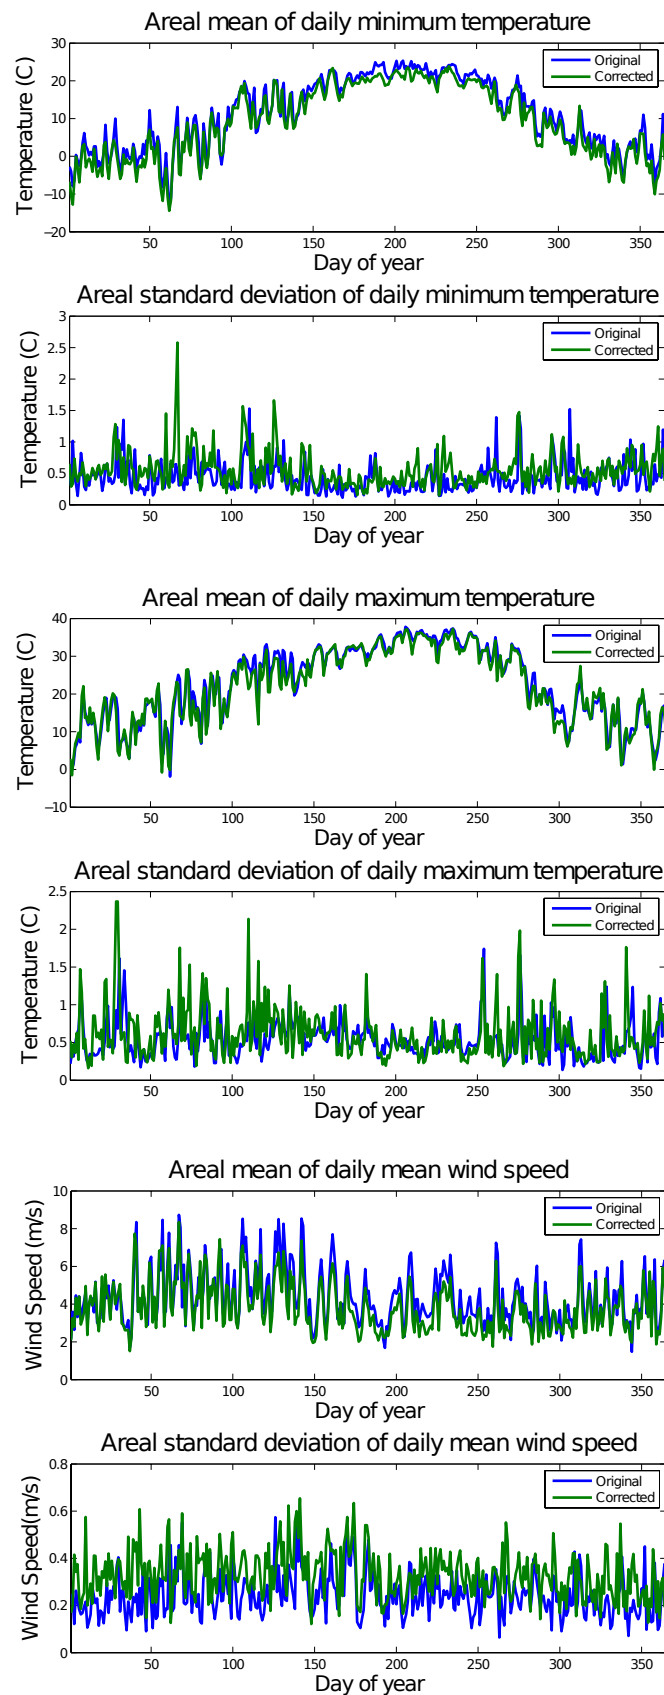 Areal mean of daily minimum temperature
30
20
10
0
−10
−20
Temperature (C)
Original
Corrected
50 100 150 200 250 300 350
Day of year
Areal standard deviation of daily minimum temperature
3
2.5
2
1.5
1
0.5
0
Temperature (C)
Original
Corrected
50 100 150 200 250 300 350
Day of year
Areal mean of daily maximum temperature
40
30
20
10
0
−10
Temperature (C)
Original
Corrected
50 100 150 200 250 300 350
Day of year
Areal standard deviation of daily maximum temperature
2.5
2
1.5
1
0.5
0
Temperature (C)
Original
Corrected
50 100 150 200 250 300 350
Day of year
Areal mean of daily mean wind speed
10
8
6
4
2
0
Wind Speed (m/s)
Original
Corrected
50 100 150 200 250 300 350
Day of year
Areal standard deviation of daily mean wind speed
0.8
0.6
0.4
0.2
0
Wind Speed(m/s)
Original
Corrected
50 100 150 200 250 300 350
Day of year